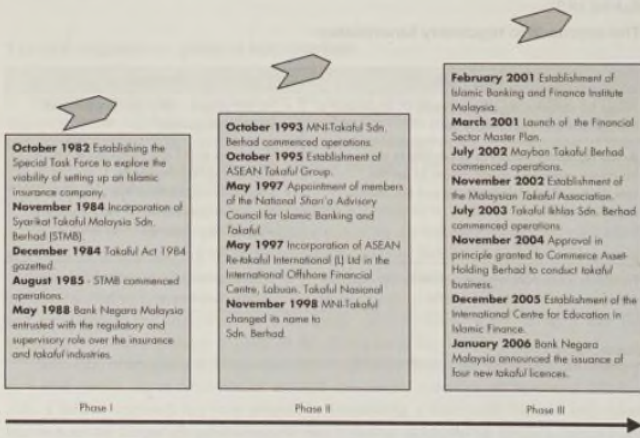 October 1982 Establishing the
Special Task Force to explore the
viability of setting up an Islamic
insurance company.
November 1984 Incorporation of
Syarikat Takaful Malaysia Sdn.
Berhad (STMB)
December 1984 Takaful Act 1984
gazetted.
August 1985 - STMB commenced
operations.
May 1988 Bank Negara Malaysia
entrusted with the regulatory and
supervisory role over the insurance
and takaful industries.
Phase I
October 1993 MNI-Takaful Sdn.
Berhad commenced operations.
October 1995 Establishment of
ASEAN Takaful Group.
May 1997 Appointment of members
of the National Shari'a Advisory
Council for Islamic Banking and
Takaful.
May 1997 Incorporation of ASEAN
Re-takaful International (L) Ltd in the
International Offshore Financial
Centre, Labuan. Takaful Nasional
November 1998 MNI-Takaful
changed its name to
Sdn. Berhad.
Phase II
February 2001 Establishment of
Islamic Banking and Finance Institute
Malaysia.
March 2001 Launch of the Financial
Sector Master Plan.
July 2002 Mayban Takaful Berhad
commenced operations.
November 2002 Establishment of
the Malaysian Takaful Association.
July 2003 Takaful Ikhlas Sdn. Berhad
commenced operations.
November 2004 Approval in
principle granted to Commerce Asset-
Holding Berhad to conduct takaful
business.
December 2005 Establishment of the
International Centre for Education in
Islamic Finance.
January 2006 Bank Negara
Malaysia announced the issuance of
four new takaful licences.
Phase III